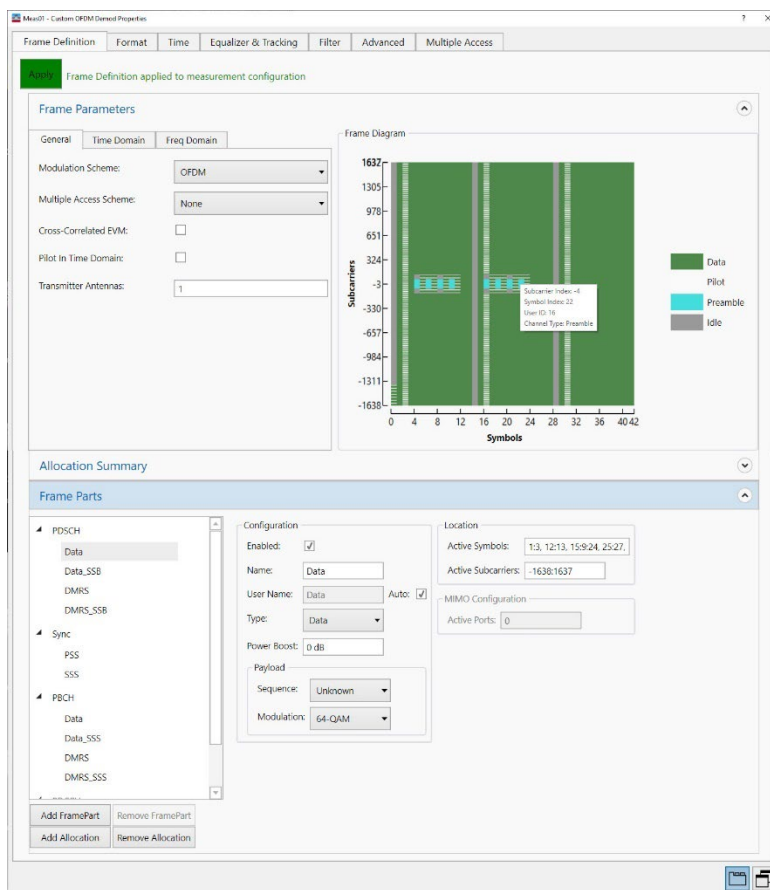 Meas01 - Custom OFDM Demod Properties
? ×
Frame Definition Format Time Equalizer & Tracking Filter Advanced Multiple Access
Apply Frame Definition applied to measurement configuration
Frame Parameters
General Time Domain Freq Domain
Modulation Scheme: OFDM
Multiple Access Scheme: None
Cross-Correlated EVM:
Pilot In Time Domain:
Transmitter Antennas: 1
Frame Diagram
1637
1305
978
651
324
-3
-330
-657
-984
-1311
-1638
Subcarriers
0 4 8 12 16 20 24 28 32 36 40 42
Symbols
Subcarrier Index: -4
Symbol Index: 22
User ID: 16
Channel Type: Preamble
Data
Pilot
Preamble
Idle
Allocation Summary
Frame Parts
PDSCH
Data
Data_SSB
DMRS
DMRS_SSB
Sync
PSS
SSS
PBCH
Data
Data_SSS
DMRS
DMRS_SSS
Add FramePart Remove FramePart
Add Allocation Remove Allocation
Configuration
Enabled:
Name: Data
User Name: Data Auto:
Type: Data
Power Boost: 0 dB
Payload
Sequence: Unknown
Modulation: 64-QAM
Location
Active Symbols: 1:3, 12:13, 15:9:24, 25:27,
Active Subcarriers: -1638:1637
MIMO Configuration
Active Ports: 0